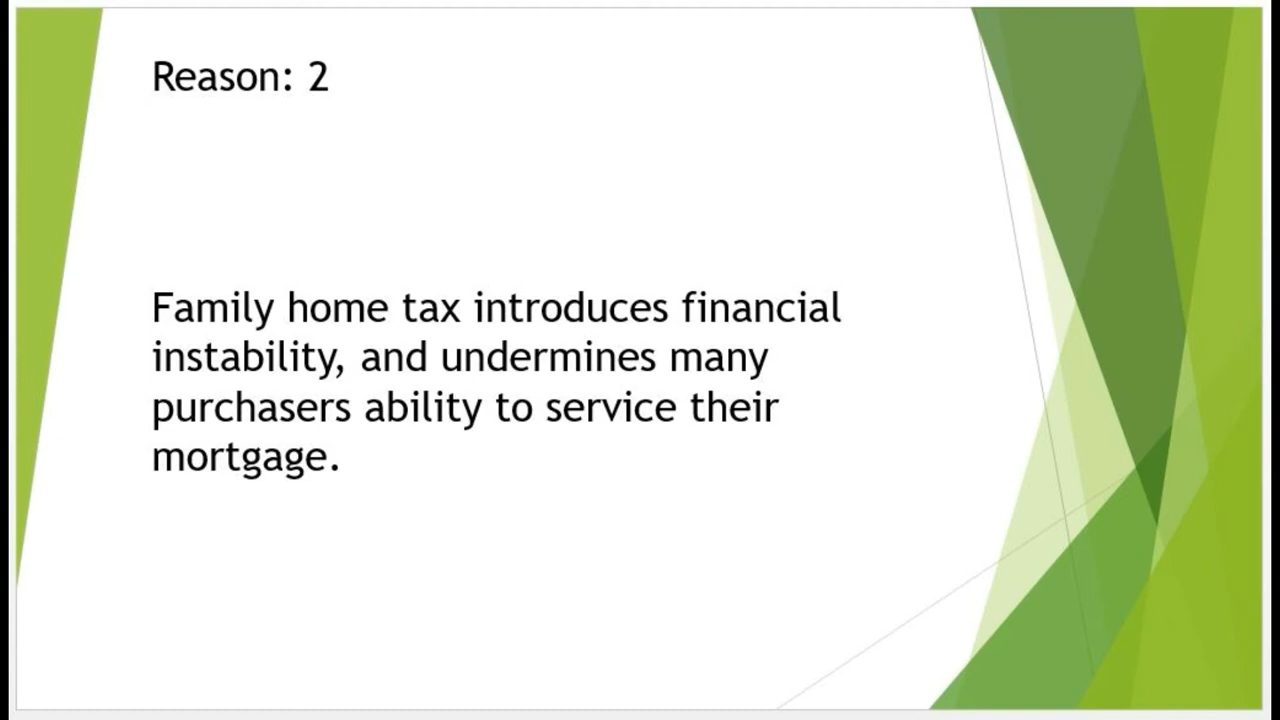 Reason: 2
Family home tax introduces financial
instability, and undermines many
purchasers ability to service their
mortgage.